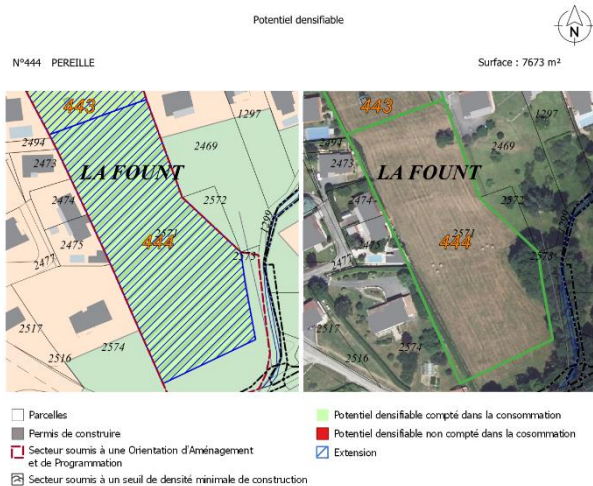 Potentiel densifiable
N
N°444 PEREILLE
Surface : 7673 m²
443
1297
2494
2469
2473
LA FOUNT
2474
2572
1299
2571
444
2475
2573
2477
2517
2516
2574
443
1297
2494
2469
2473
LA FOUNT
2474
2572
1299
2571
444
2475
2573
2477
2517
2516
2574
Parcelles
Permis de construire
Secteur soumis à une Orientation d'Aménagement
et de Programmation
Secteur soumis à un seuil de densité minimale de construction
Potentiel densifiable compté dans la consommation
Potentiel densifiable non compté dans la cosommation
Extension